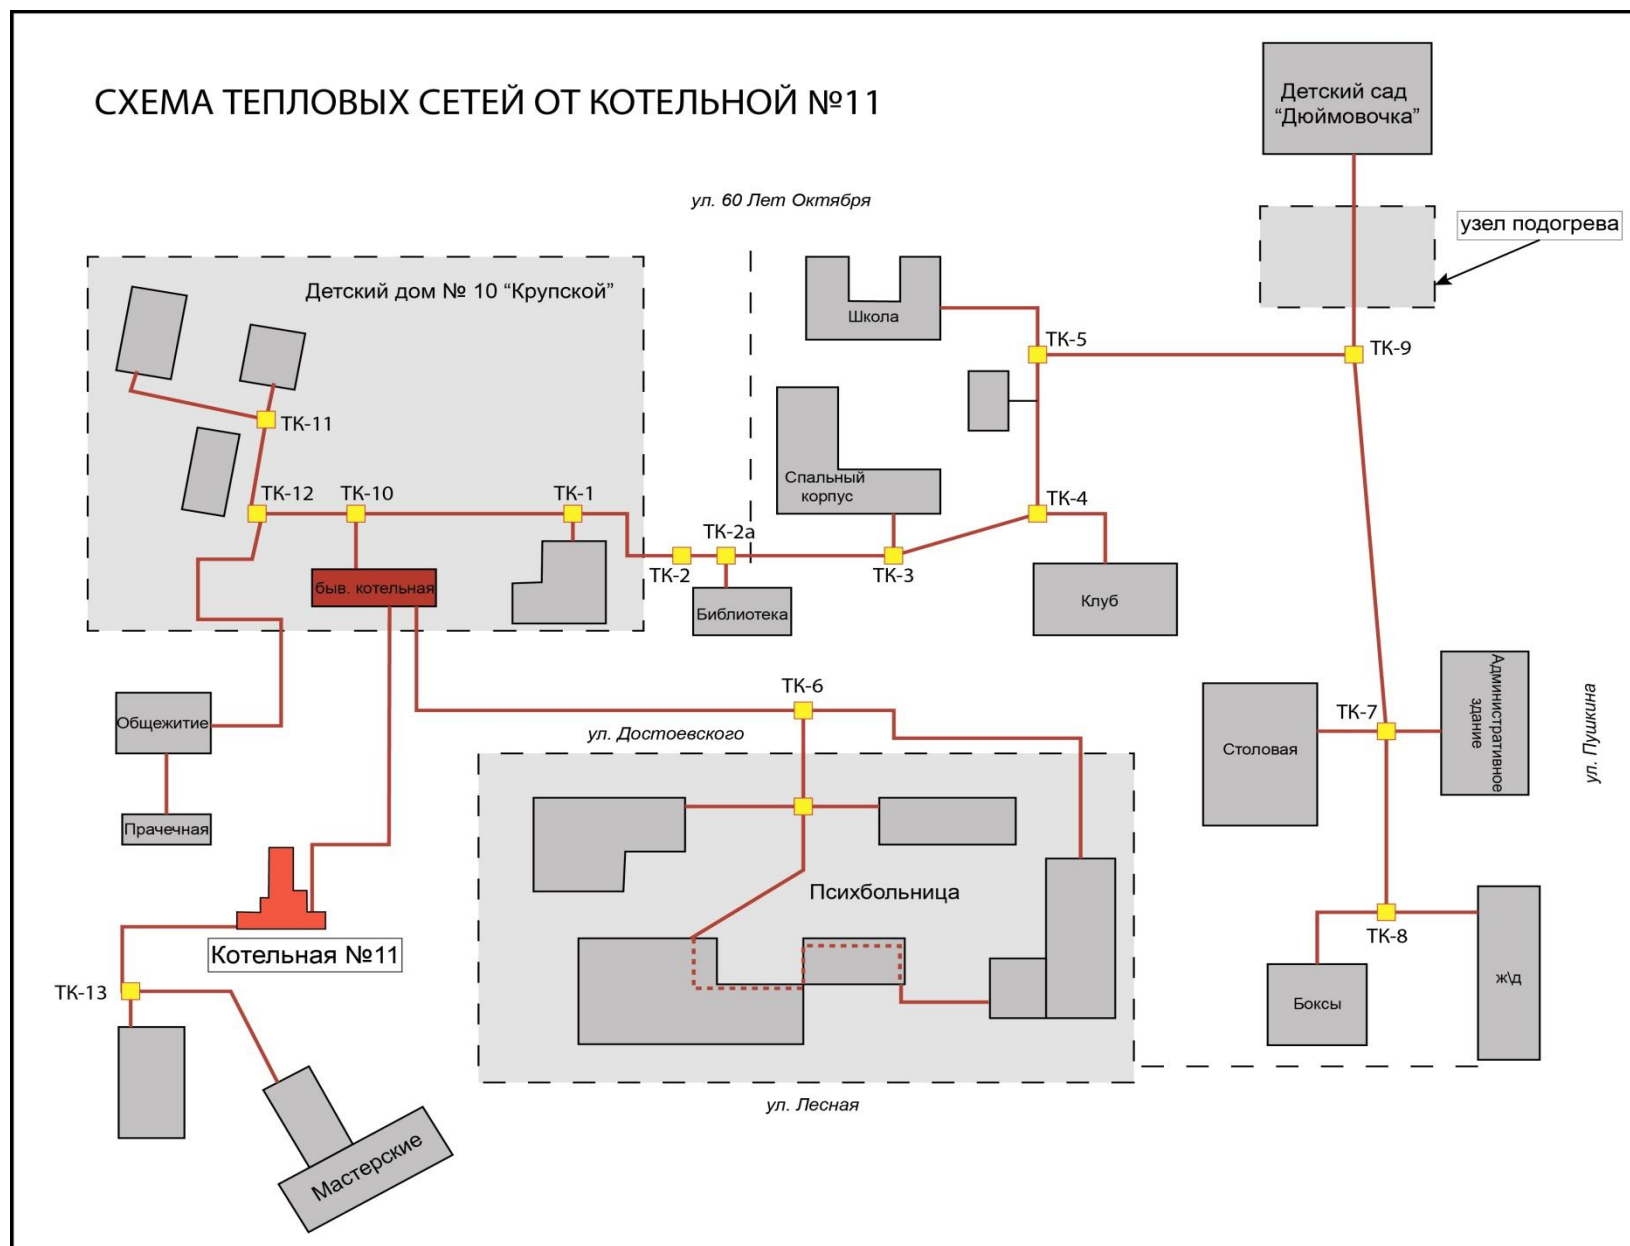 СХЕМА ТЕПЛОВЫХ СЕТЕЙ ОТ КОТЕЛЬНОЙ №11
Детский сад
“Дюймовочка”
ул. 60 Лет Октября
узел подогрева
Детский дом № 10 “Крупской”
Школа
ТК-5
ТК-9
ТК-11
Спальный
корпус
ТК-12
ТК-10
ТК-1
ТК-4
ТК-2а
ТК-2
ТК-3
быв. котельная
Библиотека
Клуб
ТК-6
Общежитие
ул. Достоевского
ТК-7
Столовая
Административное
здание
ул. Пушкина
Прачечная
Психбольница
Котельная №11
ТК-8
ТК-13
Боксы
ж\д
ул. Лесная
Мастерские